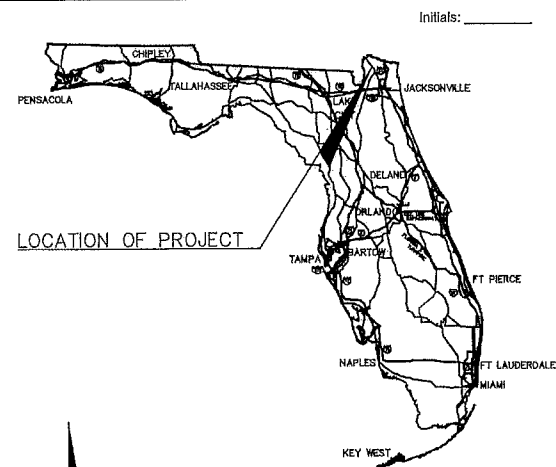 Initials:
CHIPLEY
TALLAHASSEE
LAKE
JACKSONVILLE
PENSACOLA
DELAND
ORLANDO
LOCATION OF PROJECT
TAMPA
BARTOW
FT PIERCE
NAPLES
FT LAUDERDALE
MIAMI
KEY WEST